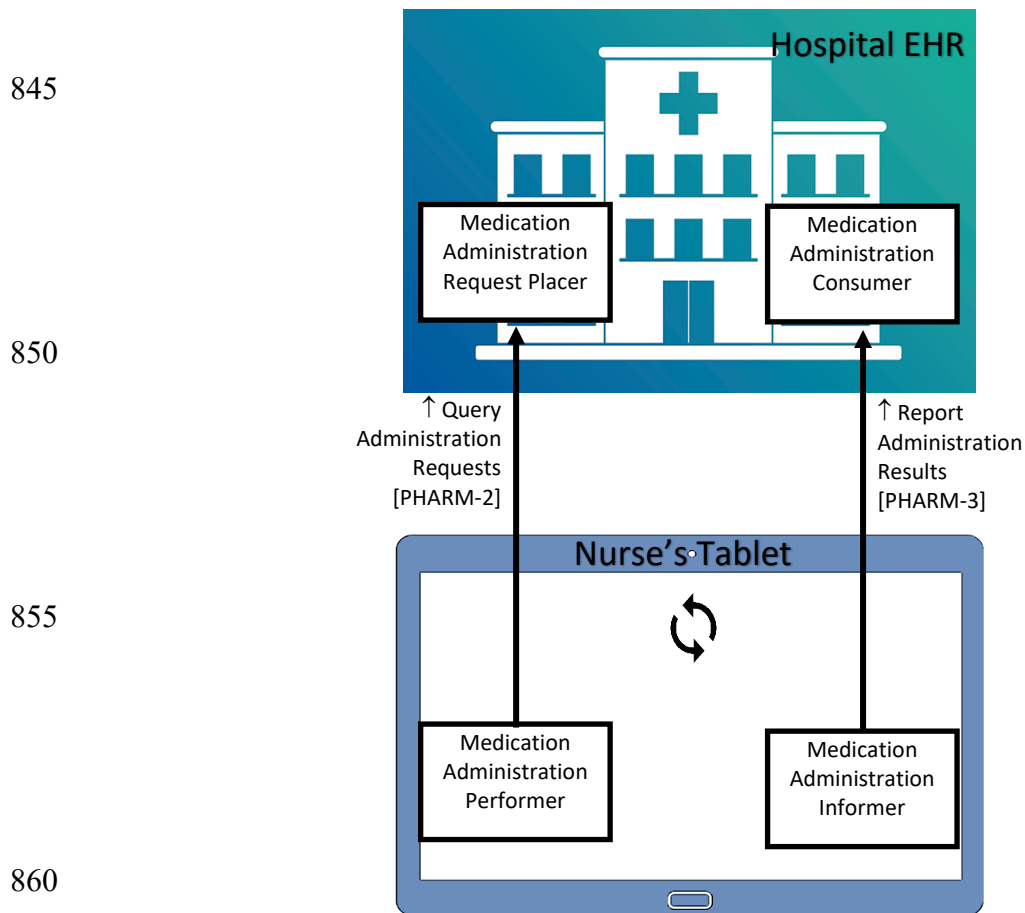 Hospital EHR
845
Medication
Administration
Request Placer
Medication
Administration
Consumer
850
↑ Query
Administration
Requests
[PHARM-2]
↑ Report
Administration
Results
[PHARM-3]
Nurse’s Tablet
855
Medication
Administration
Performer
Medication
Administration
Informer
860